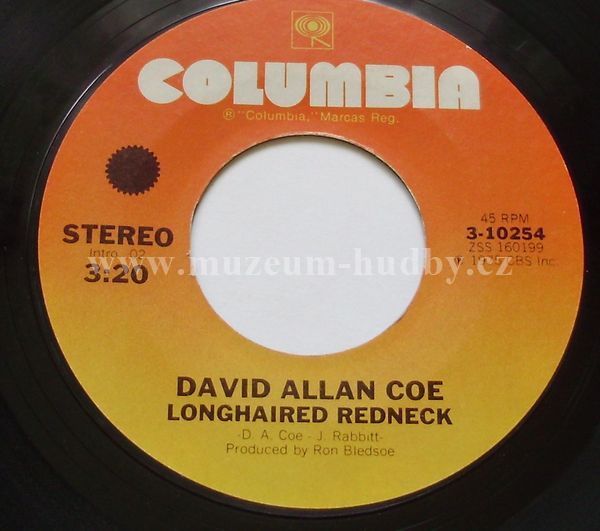 COLUMBIA
® "Columbia," Marcas Reg.
STEREO
Intro :02
3:20
45 RPM
3-10254
ZSS 160199
CBS Inc.
www.muzeum-hudby.cz
DAVID ALLAN COE
LONGHAIRED REDNECK
-D. A. Coe - J. Rabbitt-
Produced by Ron Bledsoe